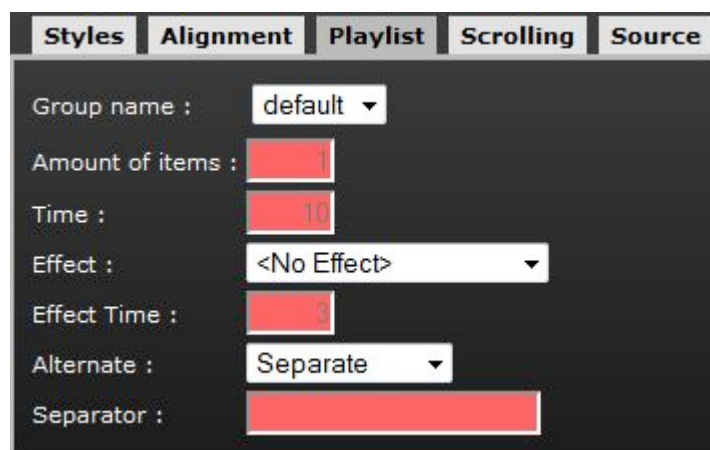 Styles Alignment Playlist Scrolling Source
Group name : default
Amount of items : 1
Time : 10
Effect : <No Effect>
Effect Time : 3
Alternate : Separate
Separator :